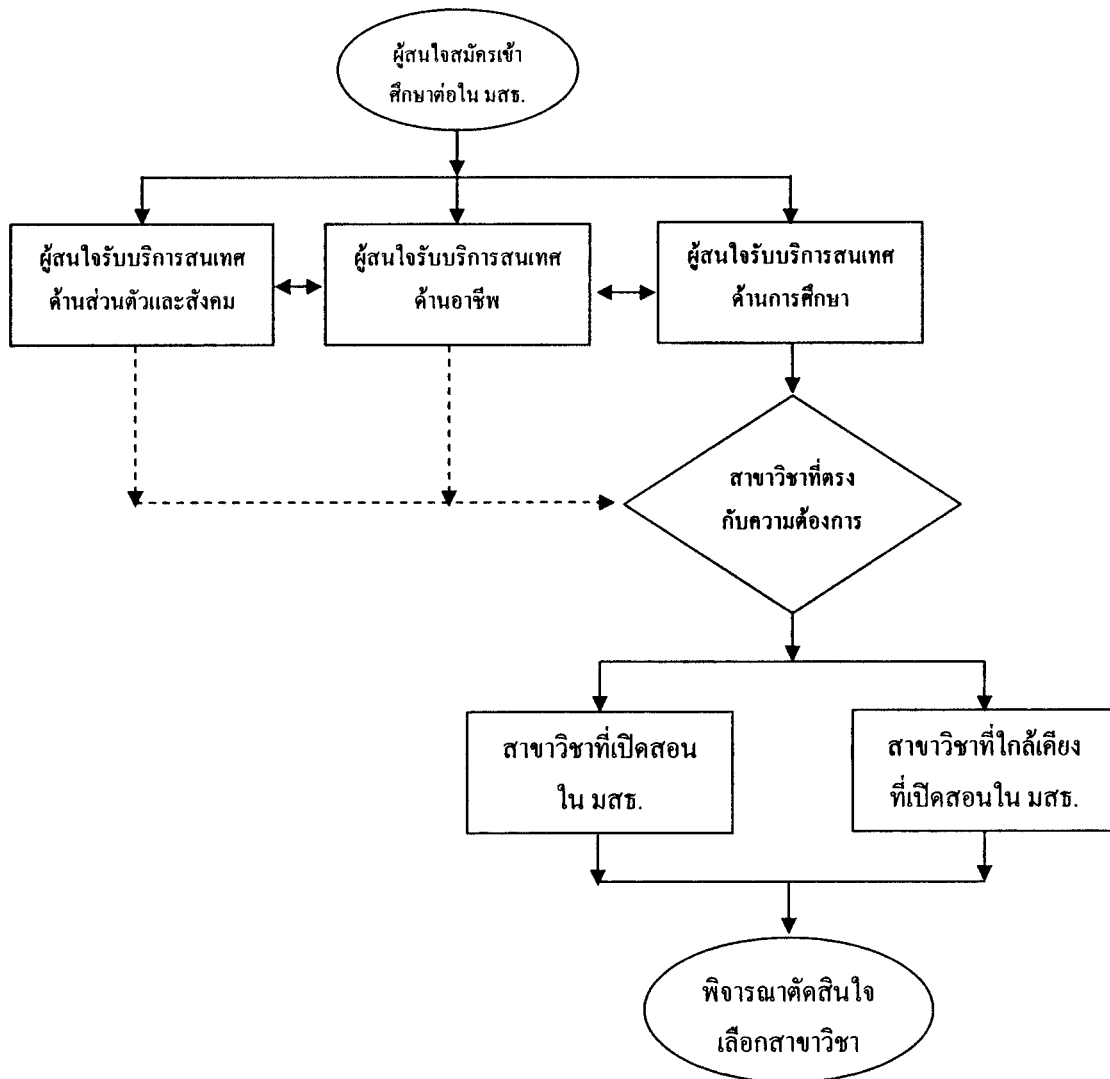 ผู้สนใจสมัครเข้า
ศึกษาต่อใน มสธ.
ผู้สนใจรับบริการสนเทศ
ด้านส่วนตัวและสังคม
ผู้สนใจรับบริการสนเทศ
ด้านอาชีพ
ผู้สนใจรับบริการสนเทศ
ด้านการศึกษา
สาขาวิชาที่ตรง
กับความต้องการ
สาขาวิชาที่เปิดสอน
ใน มสธ.
สาขาวิชาที่ใกล้เคียง
ที่เปิดสอนใน มสธ.
พิจารณาตัดสินใจ
เลือกสาขาวิชา